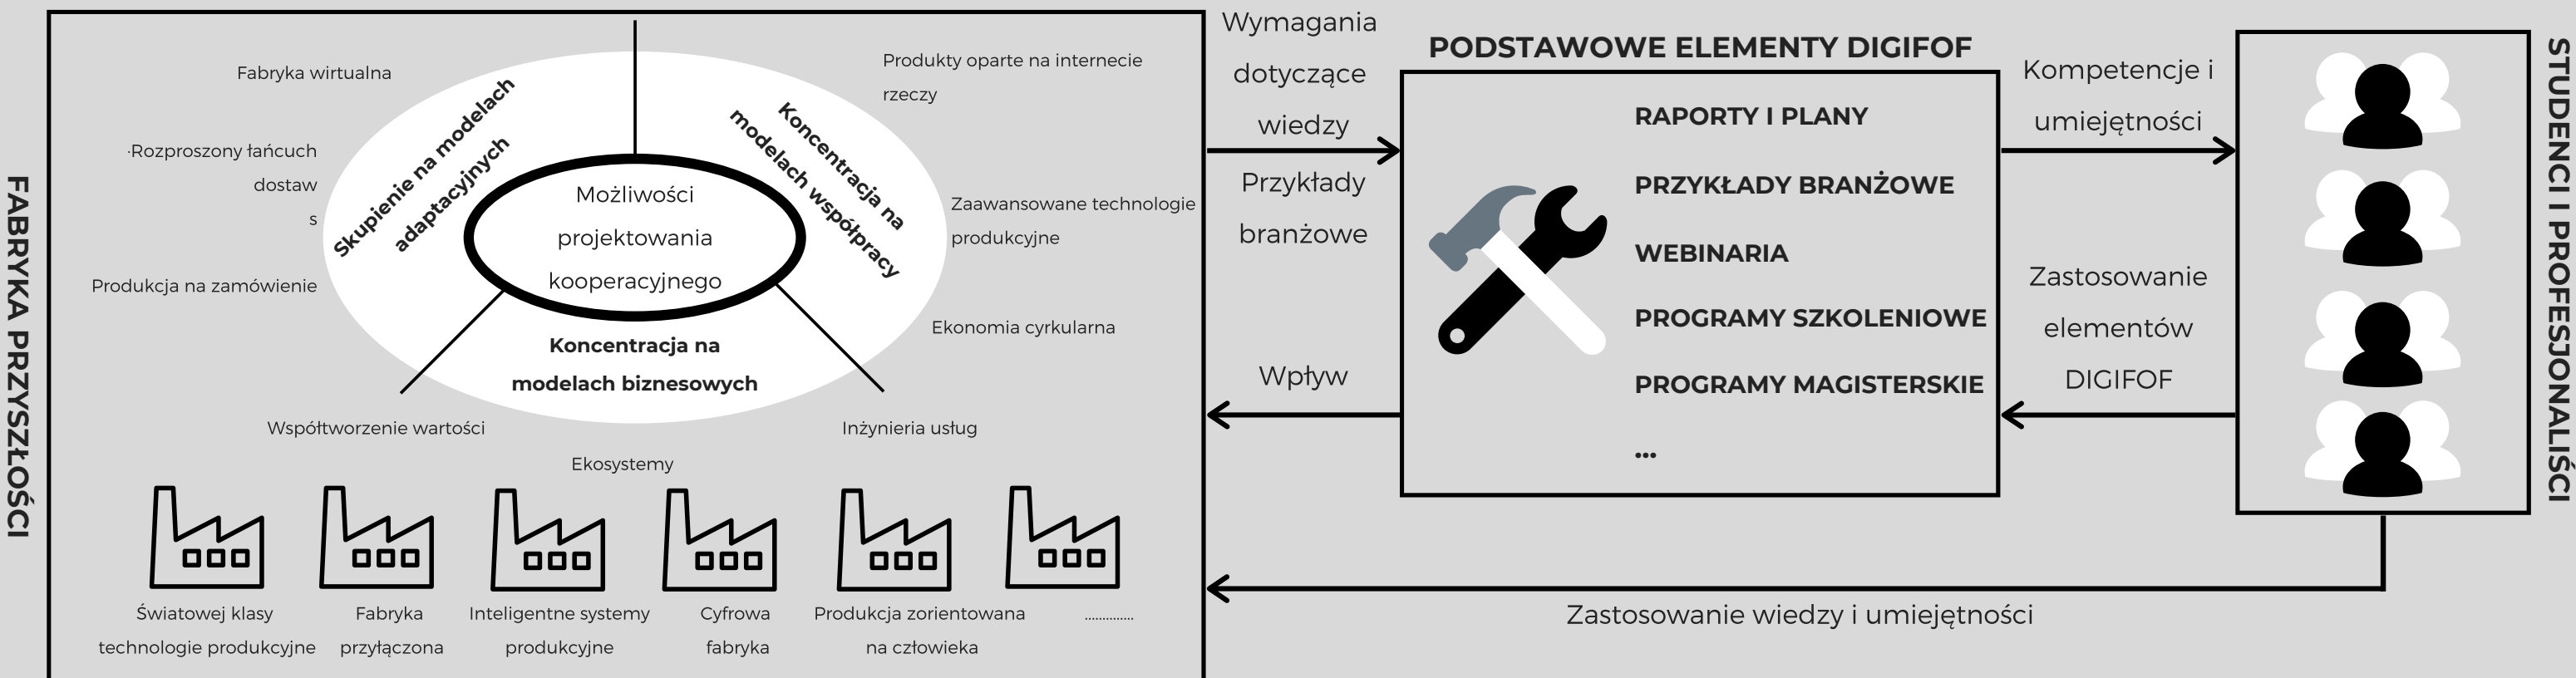 FABRYKA PRZYSZŁOŚCI
Fabryka wirtualna
·Rozproszony łańcuch
dostaw
s
Produkcja na zamówienie
Skupienie na modelach
adaptacyjnych
Koncentracja na
modelach współpracy
Możliwości
projektowania
kooperacyjnego
Koncentracja na
modelach biznesowych
Produkty oparte na internecie
rzeczy
Zaawansowane technologie
produkcyjne
Ekonomia cyrkularna
Współtworzenie wartości
Ekosystemy
Inżynieria usług
Światowej klasy
technologie produkcyjne
Fabryka
przyłączona
Inteligentne systemy
produkcyjne
Cyfrowa
fabryka
Produkcja zorientowana
na człowieka
..............
Wymagania
dotyczące
wiedzy
Przykłady
branżowe
Wpływ
PODSTAWOWE ELEMENTY DIGIFOF
RAPORTY I PLANY
PRZYKŁADY BRANŻOWE
WEBINARIA
PROGRAMY SZKOLENIOWE
PROGRAMY MAGISTERSKIE
...
Kompetencje i
umiejętności
Zastosowanie
elementów
DIGIFOF
Zastosowanie wiedzy i umiejętności
STUDENCI I PROFESJONALIŚCI